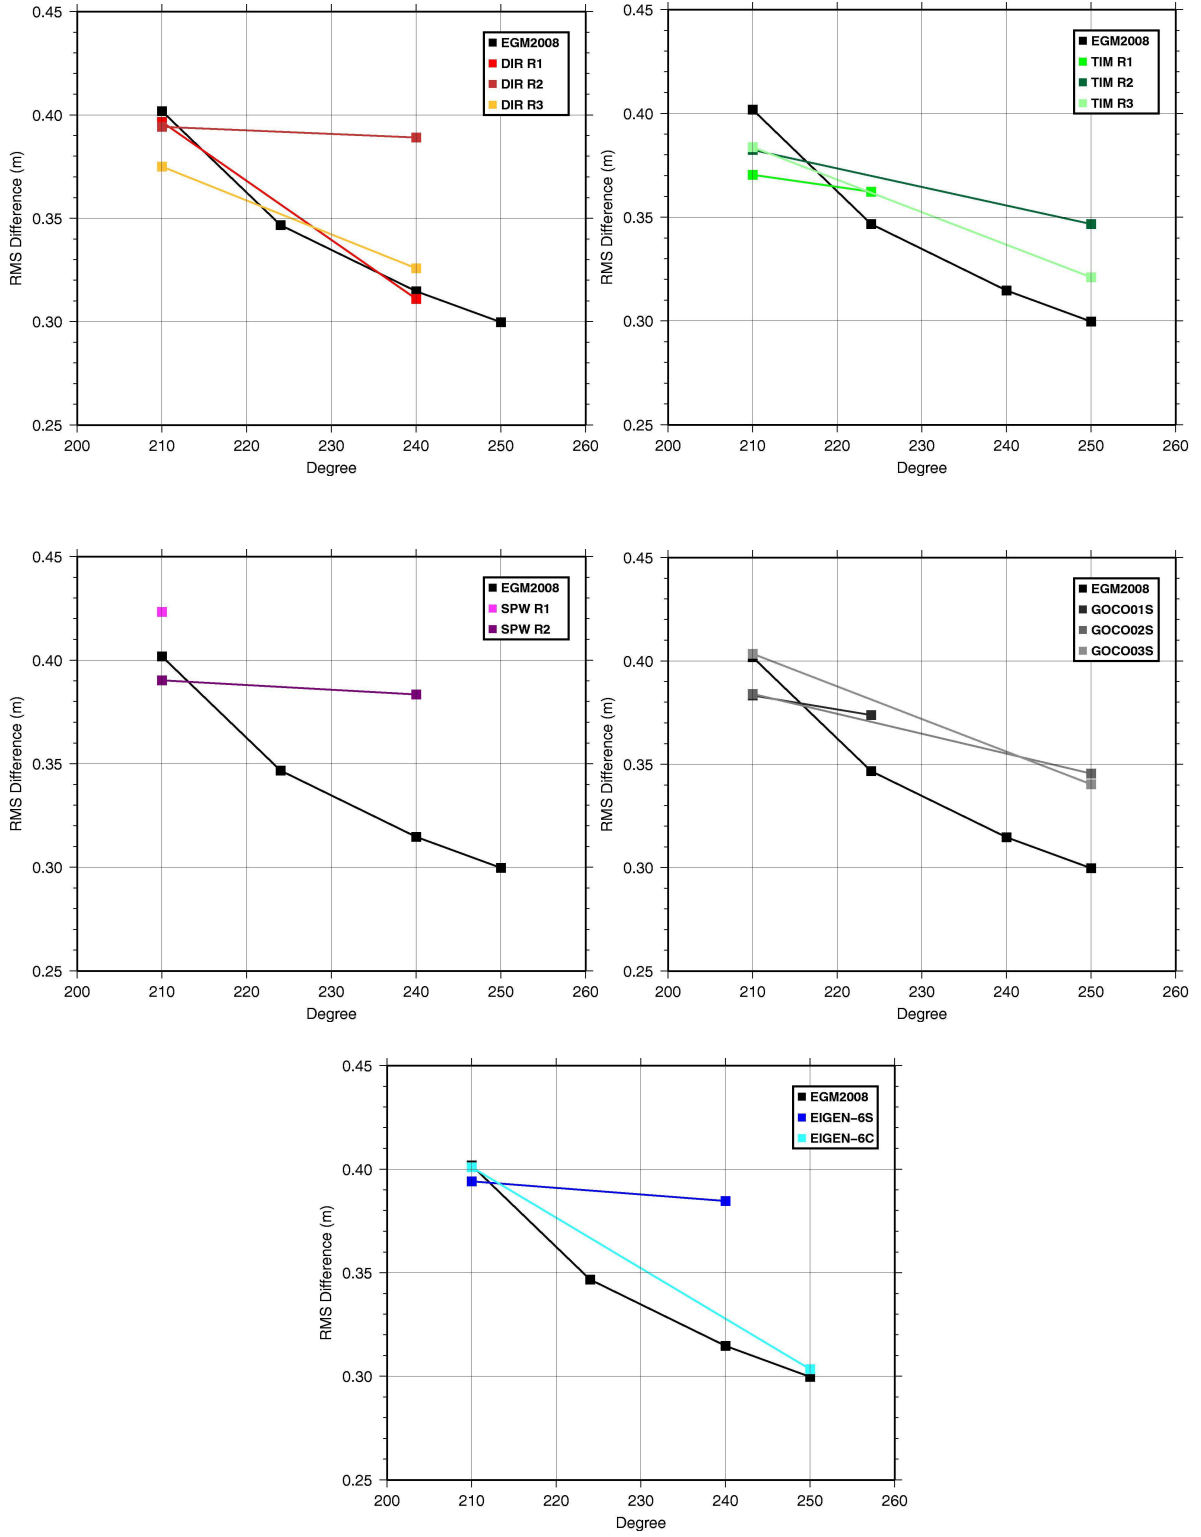 0.45
0.40
0.35
0.30
0.25
RMS Difference (m)
200 210 220 230 240 250 260
Degree
EGM2008
DIR R1
DIR R2
DIR R3
0.45
0.40
0.35
0.30
0.25
RMS Difference (m)
200 210 220 230 240 250 260
Degree
EGM2008
TIM R1
TIM R2
TIM R3
0.45
0.40
0.35
0.30
0.25
RMS Difference (m)
200 210 220 230 240 250 260
Degree
EGM2008
SPW R1
SPW R2
0.45
0.40
0.35
0.30
0.25
RMS Difference (m)
200 210 220 230 240 250 260
Degree
EGM2008
GOCO01S
GOCO02S
GOCO03S
0.45
0.40
0.35
0.30
0.25
RMS Difference (m)
200 210 220 230 240 250 260
Degree
EGM2008
EIGEN-6S
EIGEN-6C